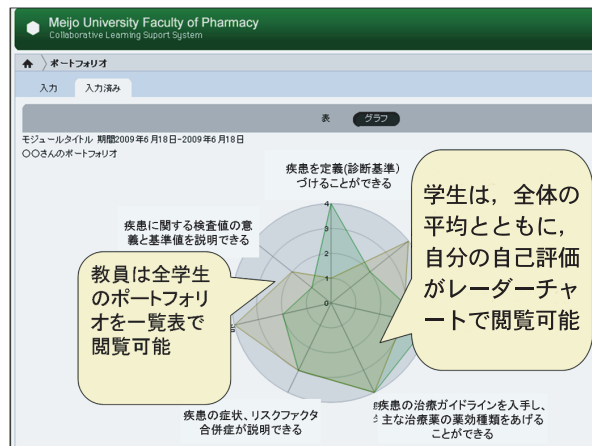 Meijo University Faculty of Pharmacy
Collaborative Learning Suport System
ポートフォリオ
入力
入力済み
表
グラフ
モジュールタイトル 期間2009年6月18日-2009年6月18日
〇〇さんのポートフォリオ
疾患を定義(診断基準)
づけることができる
疾患に関する検査値の意
義と基準値を説明できる
4
3
2
1
0
学生は，全体の
平均とともに，
自分の自己評価
がレーダーチャ
ートで閲覧可能
教員は全学生
のポートフォリ
オを一覧表で
閲覧可能
疾患の症状、リスクファクタ
合併症が説明できる
疾患の治療ガイドラインを入手し、
主な治療薬の薬効種類をあげる
ことができる